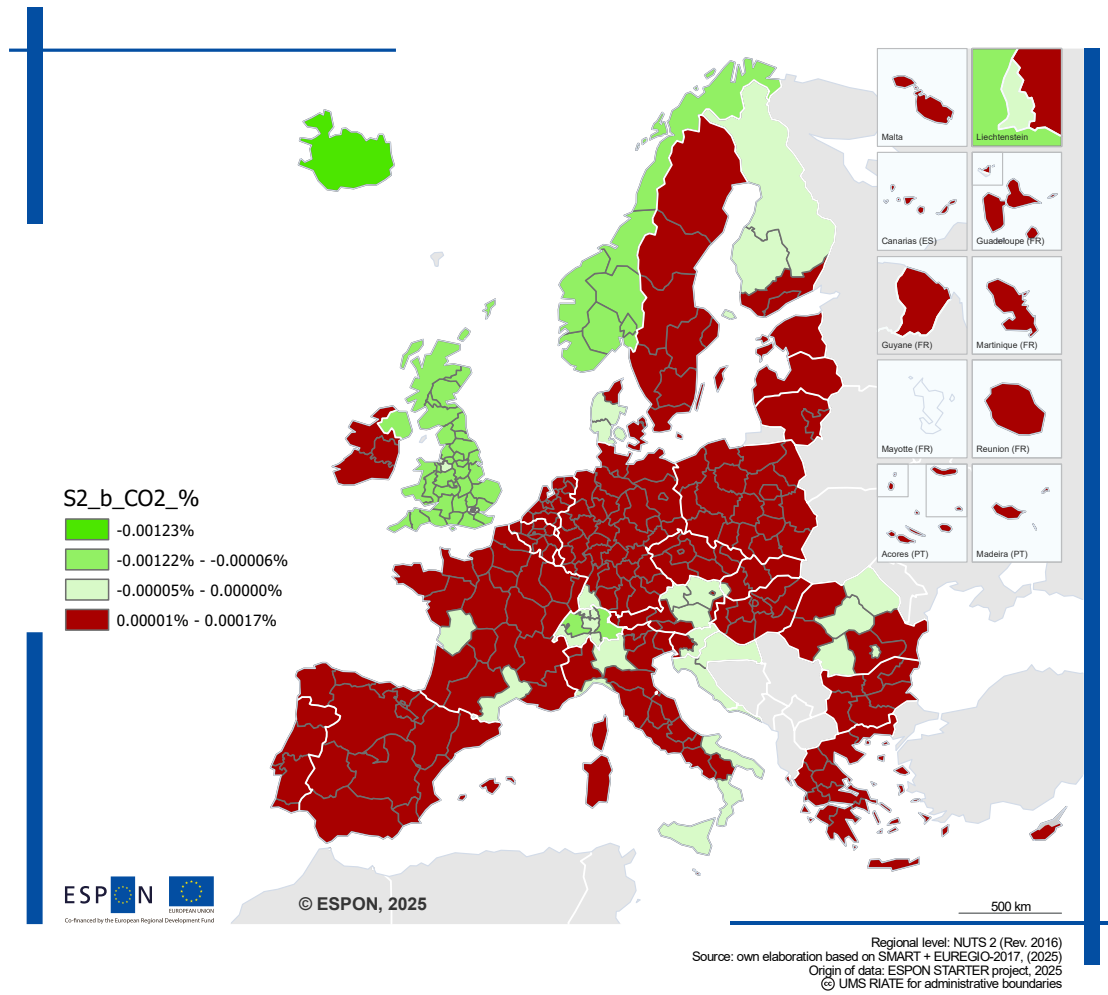 Malta
Liechtenstein
Canarias (ES)
Guadeloupe (FR)
Guyane (FR)
Martinique (FR)
Mayotte (FR)
Reunion (FR)
Acores (PT)
Madeira (PT)
S2_b_CO2_%
-0.00123%
-0.00122% - -0.00006%
-0.00005% - 0.00000%
0.00001% - 0.00017%
ESPON
EUROPEAN UNION
Co-financed by the European Regional Development Fund
© ESPON, 2025
500 km
Regional level: NUTS 2 (Rev. 2016)
Source: own elaboration based on SMART + EUREGIO-2017, (2025)
Origin of data: ESPON STARTER project, 2025
(cc) UMS RIATE for administrative boundaries